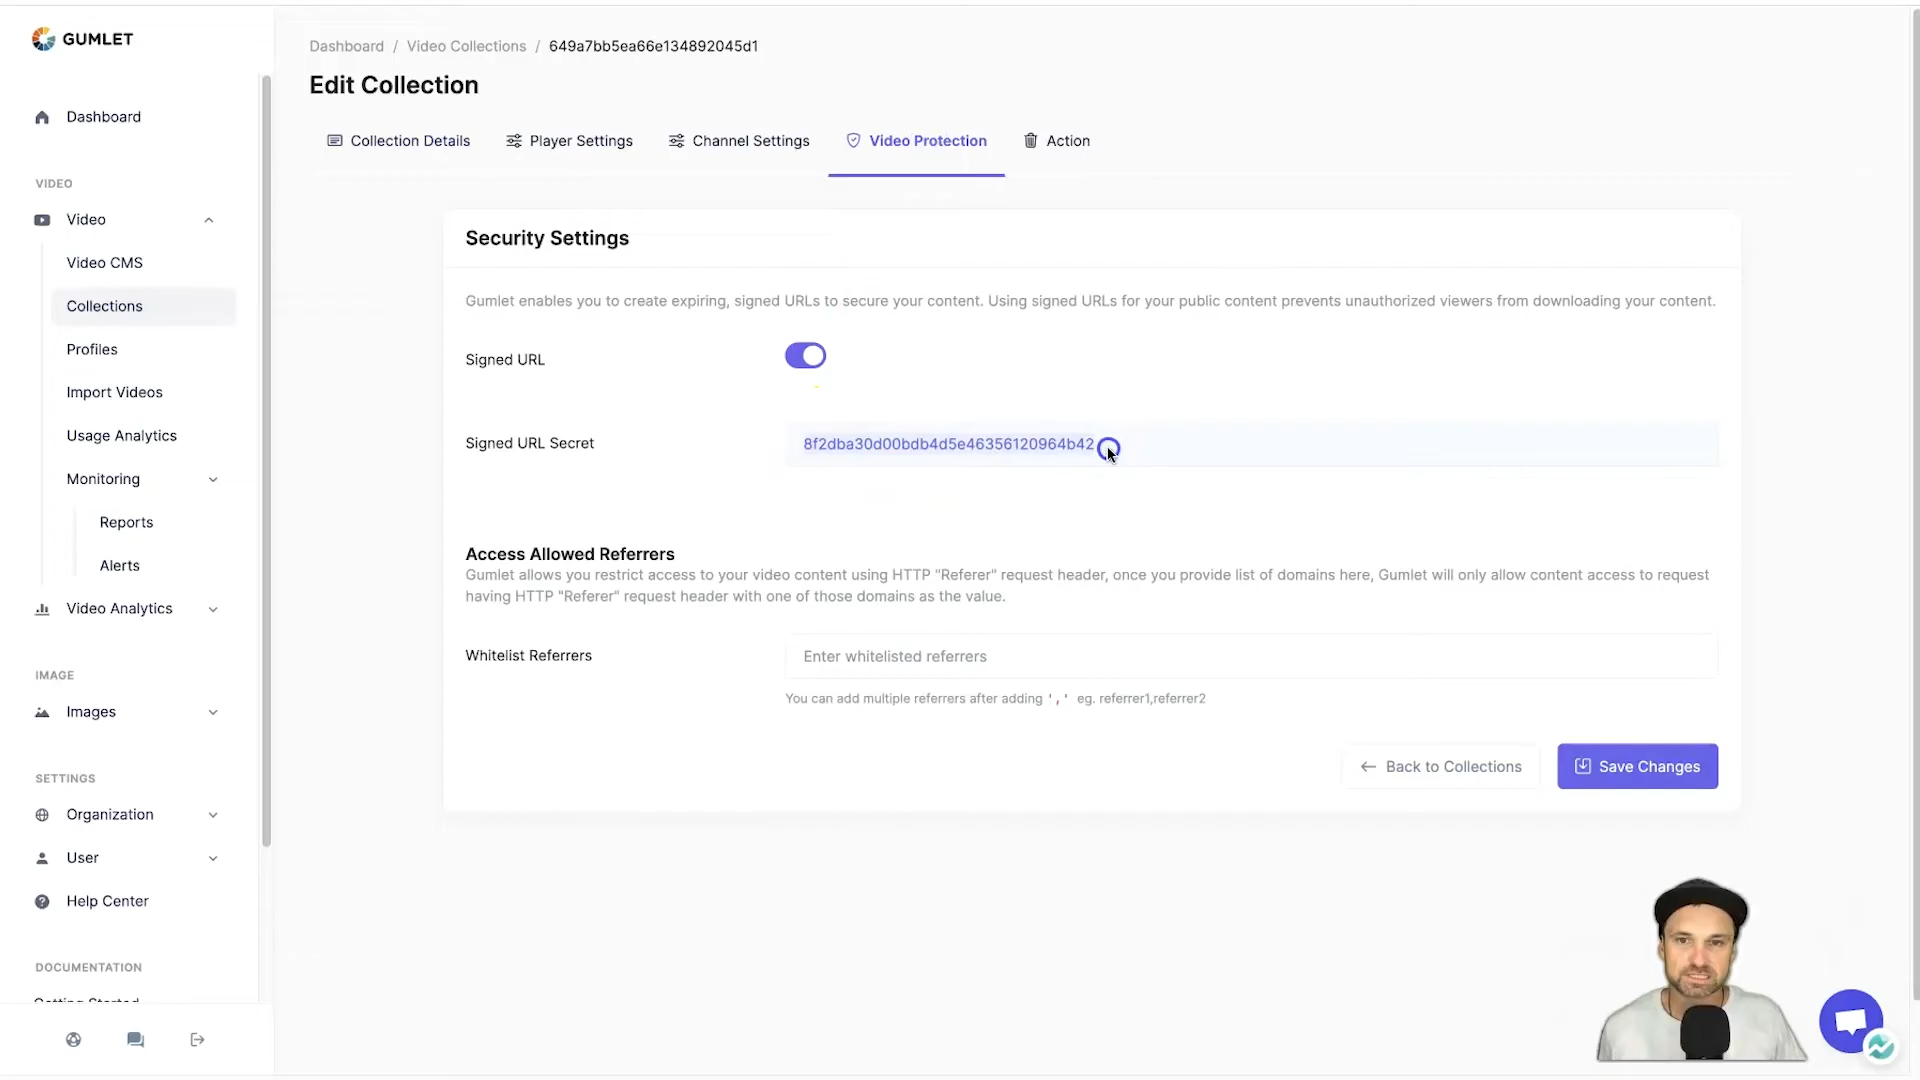 GUMLET
Dashboard / Video Collections / 649a7bb5ea66e134892045d1
Edit Collection
Collection Details
Player Settings
Channel Settings
Video Protection
Action
Dashboard
VIDEO
Video
Video CMS
Collections
Profiles
Import Videos
Usage Analytics
Monitoring
Reports
Alerts
Video Analytics
IMAGE
Images
SETTINGS
Organization
User
Help Center
DOCUMENTATION
Getting Started
Security Settings
Gumlet enables you to create expiring, signed URLs to secure your content. Using signed URLs for your public content prevents unauthorized viewers from downloading your content.
Signed URL
Signed URL Secret
8f2dba30d00bdb4d5e46356120964b42
Access Allowed Referrers
Gumlet allows you restrict access to your video content using HTTP "Referer" request header, once you provide list of domains here, Gumlet will only allow content access to request
having HTTP "Referer" request header with one of those domains as the value.
Whitelist Referrers
Enter whitelisted referrers
You can add multiple referrers after adding ',' eg. referrer1,referrer2
Back to Collections
Save Changes